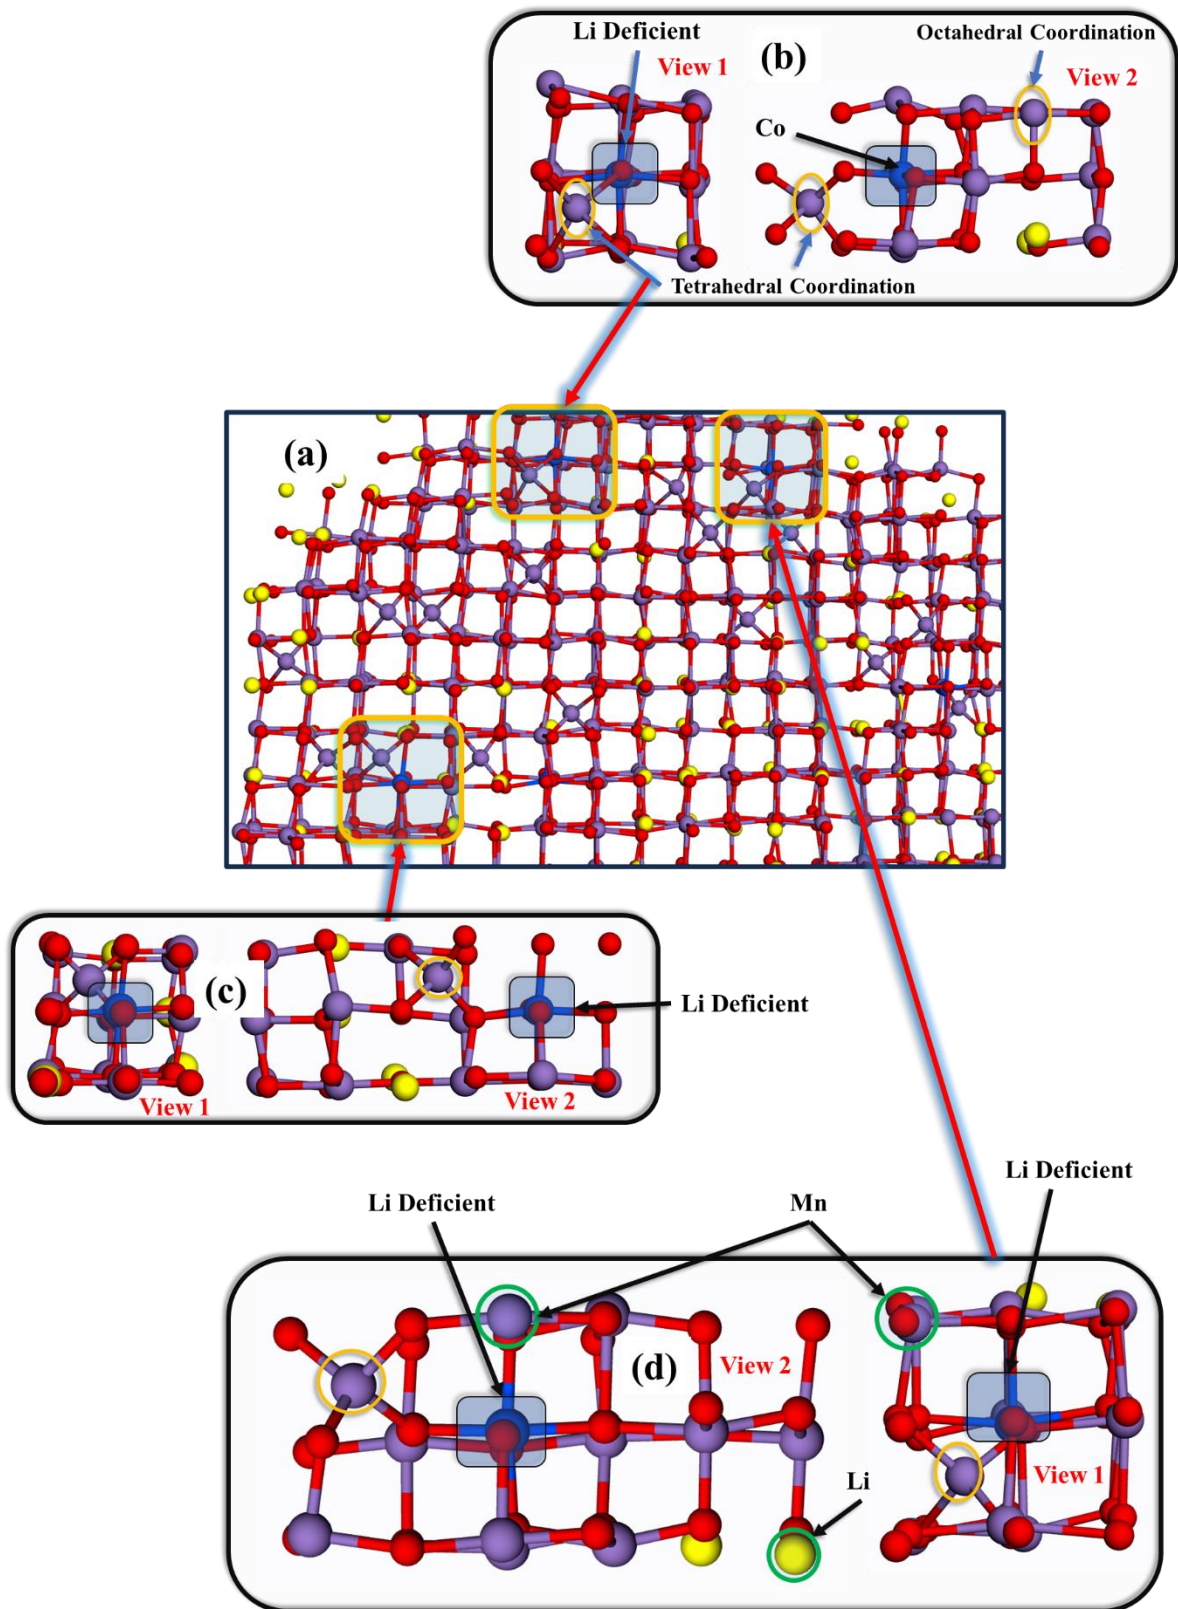 Li Deficient
Octahedral Coordination
View 1
(b)
View 2
Co
Tetrahedral Coordination
(a)
(c)
Li Deficient
View 1
View 2
Li Deficient
Li Deficient
Mn
(d)
View 2
Li
View 1